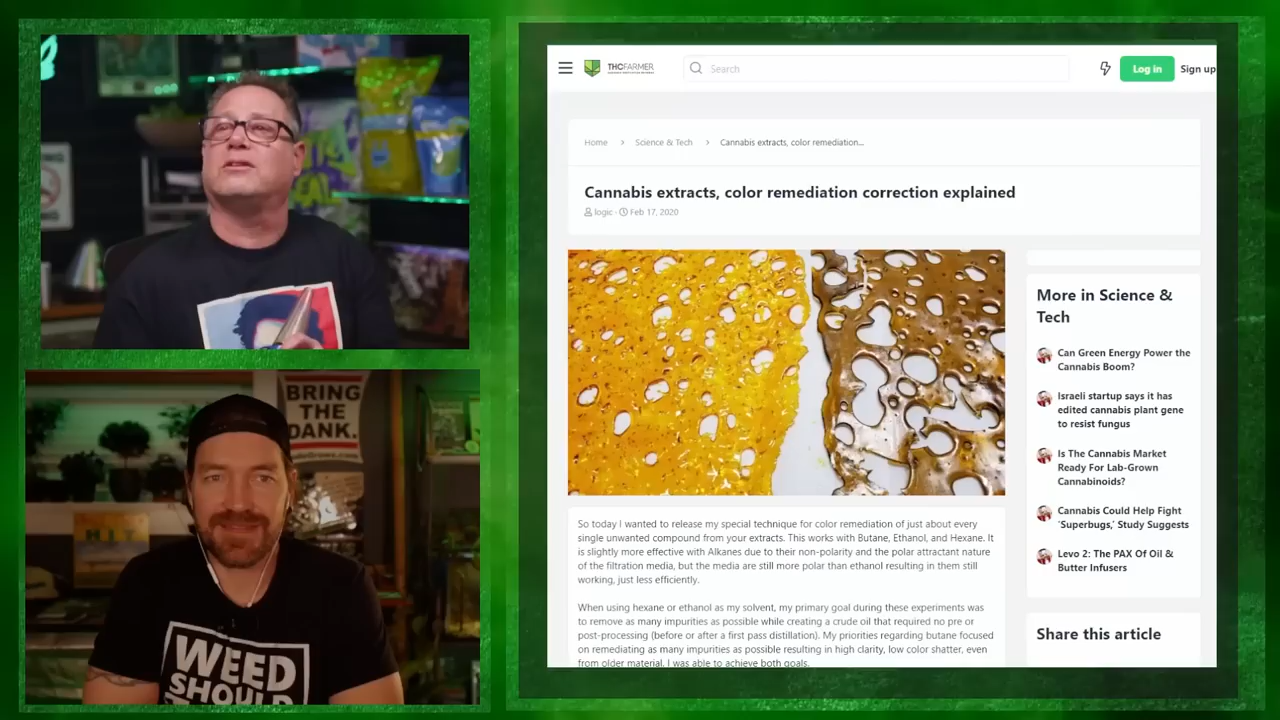 BRING
THE
DANK.
WEED
SHOULD
THCFARMER
Search
Log in
Sign up
Home > Science & Tech > Cannabis extracts, color remediation...
Cannabis extracts, color remediation correction explained
logic · Feb 17, 2020
So today I wanted to release my special technique for color remediation of just about every
single unwanted compound from your extracts. This works with Butane, Ethanol, and Hexane. It
is slightly more effective with Alkanes due to their non-polarity and the polar attractant nature
of the filtration media, but the media are still more polar than ethanol resulting in them still
working, just less efficiently.
When using hexane or ethanol as my solvent, my primary goal during these experiments was
to remove as many impurities as possible while creating a crude oil that required no pre or
post-processing (before or after a first pass distillation). My priorities regarding butane focused
on remediating as many impurities as possible resulting in high clarity, low color shatter, even
from older material. I was able to achieve both goals.
More in Science &
Tech
Can Green Energy Power the
Cannabis Boom?
Israeli startup says it has
edited cannabis plant gene
to resist fungus
Is The Cannabis Market
Ready For Lab-Grown
Cannabinoids?
Cannabis Could Help Fight
'Superbugs,' Study Suggests
Levo 2: The PAX Of Oil &
Butter Infusers
Share this article